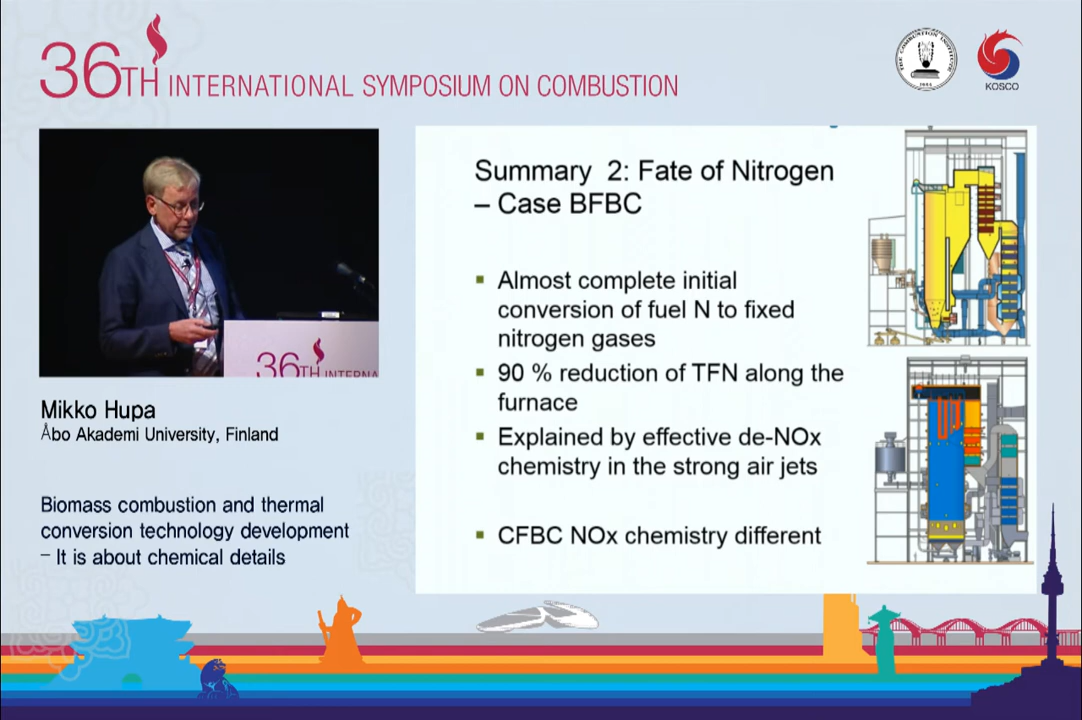 36TH INTERNATIONAL SYMPOSIUM ON COMBUSTION
THE COMBUSTION INSTITUTE
KOSCO
36TH INTERNA
Mikko Hupa
Åbo Akademi University, Finland
Biomass combustion and thermal
conversion technology development
– It is about chemical details
Summary 2: Fate of Nitrogen
– Case BFBC
▪ Almost complete initial
conversion of fuel N to fixed
nitrogen gases
▪ 90 % reduction of TFN along the
furnace
▪ Explained by effective de-NOx
chemistry in the strong air jets
▪ CFBC NOx chemistry different